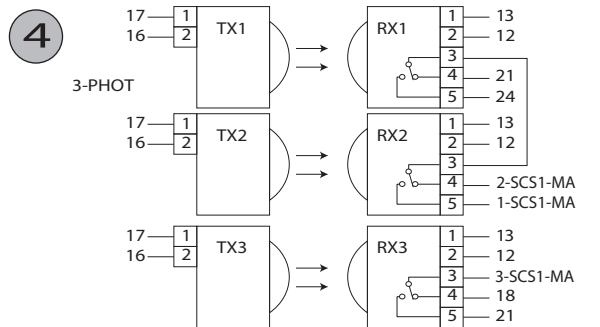 4
3-PHOT
17 1 TX1 RX1 1 13
16 2 2 12
3
4 21
5 24
17 1 TX2 RX2 1 13
16 2 2 12
3
4 2-SCS1-MA
5 1-SCS1-MA
17 1 TX3 RX3 1 13
16 2 2 12
3 3-SCS1-MA
4 18
5 21